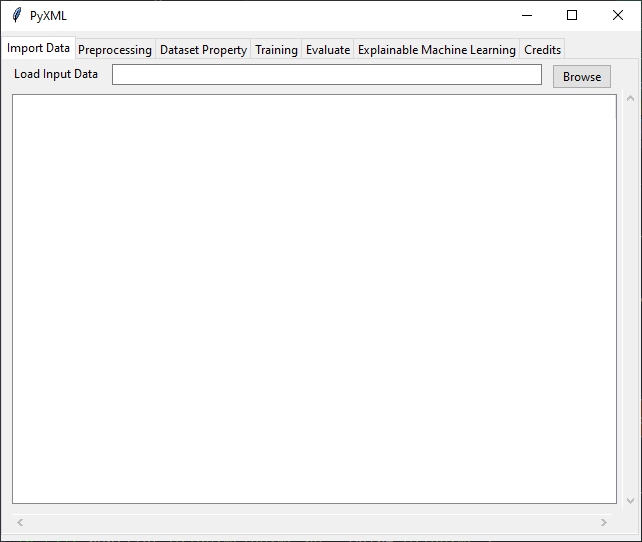 PyXML
Import Data Preprocessing Dataset Property Training Evaluate Explainable Machine Learning Credits
Load Input Data Browse